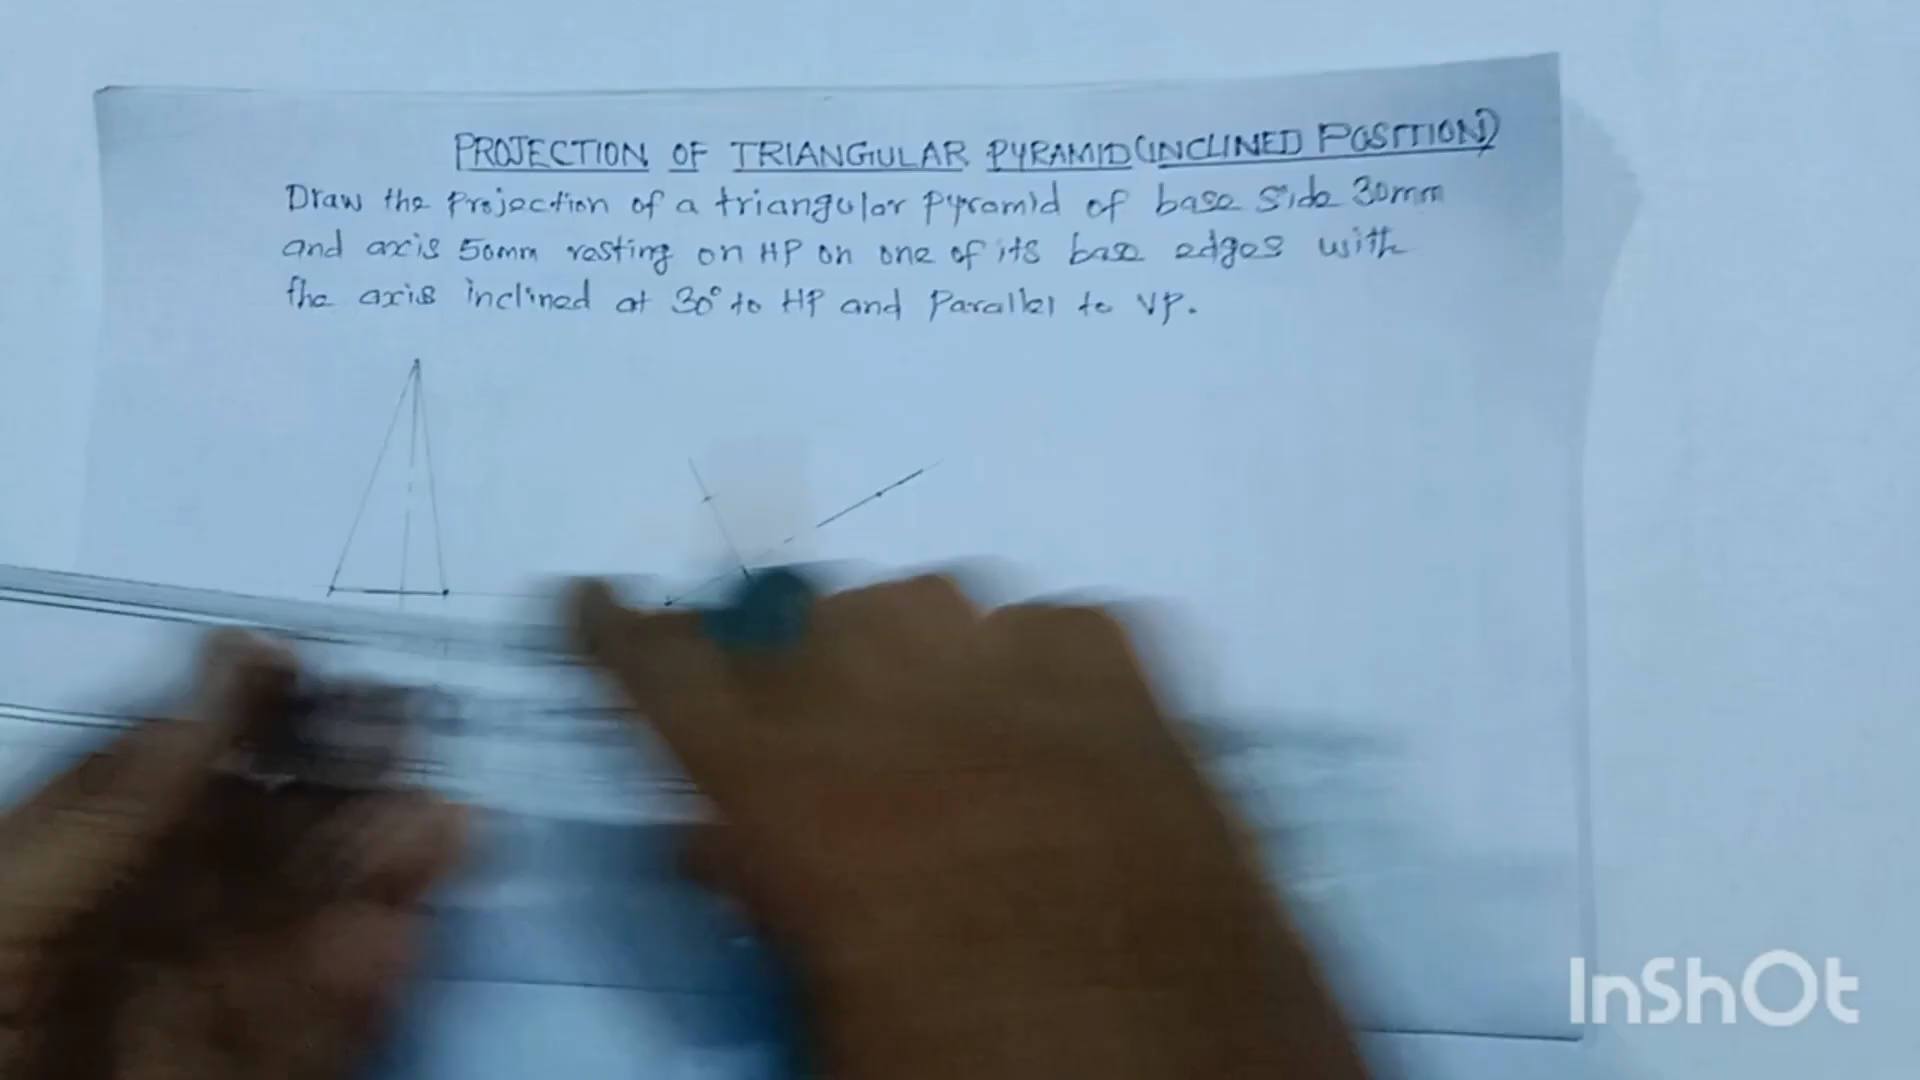 PROJECTION OF TRIANGULAR PYRAMID (INCLINED POSITION)
Draw the projection of a triangular pyramid of base side 30mm
and axis 50mm resting on HP on one of its base edges with
the axis inclined at 30° to HP and parallel to VP.
InShOt